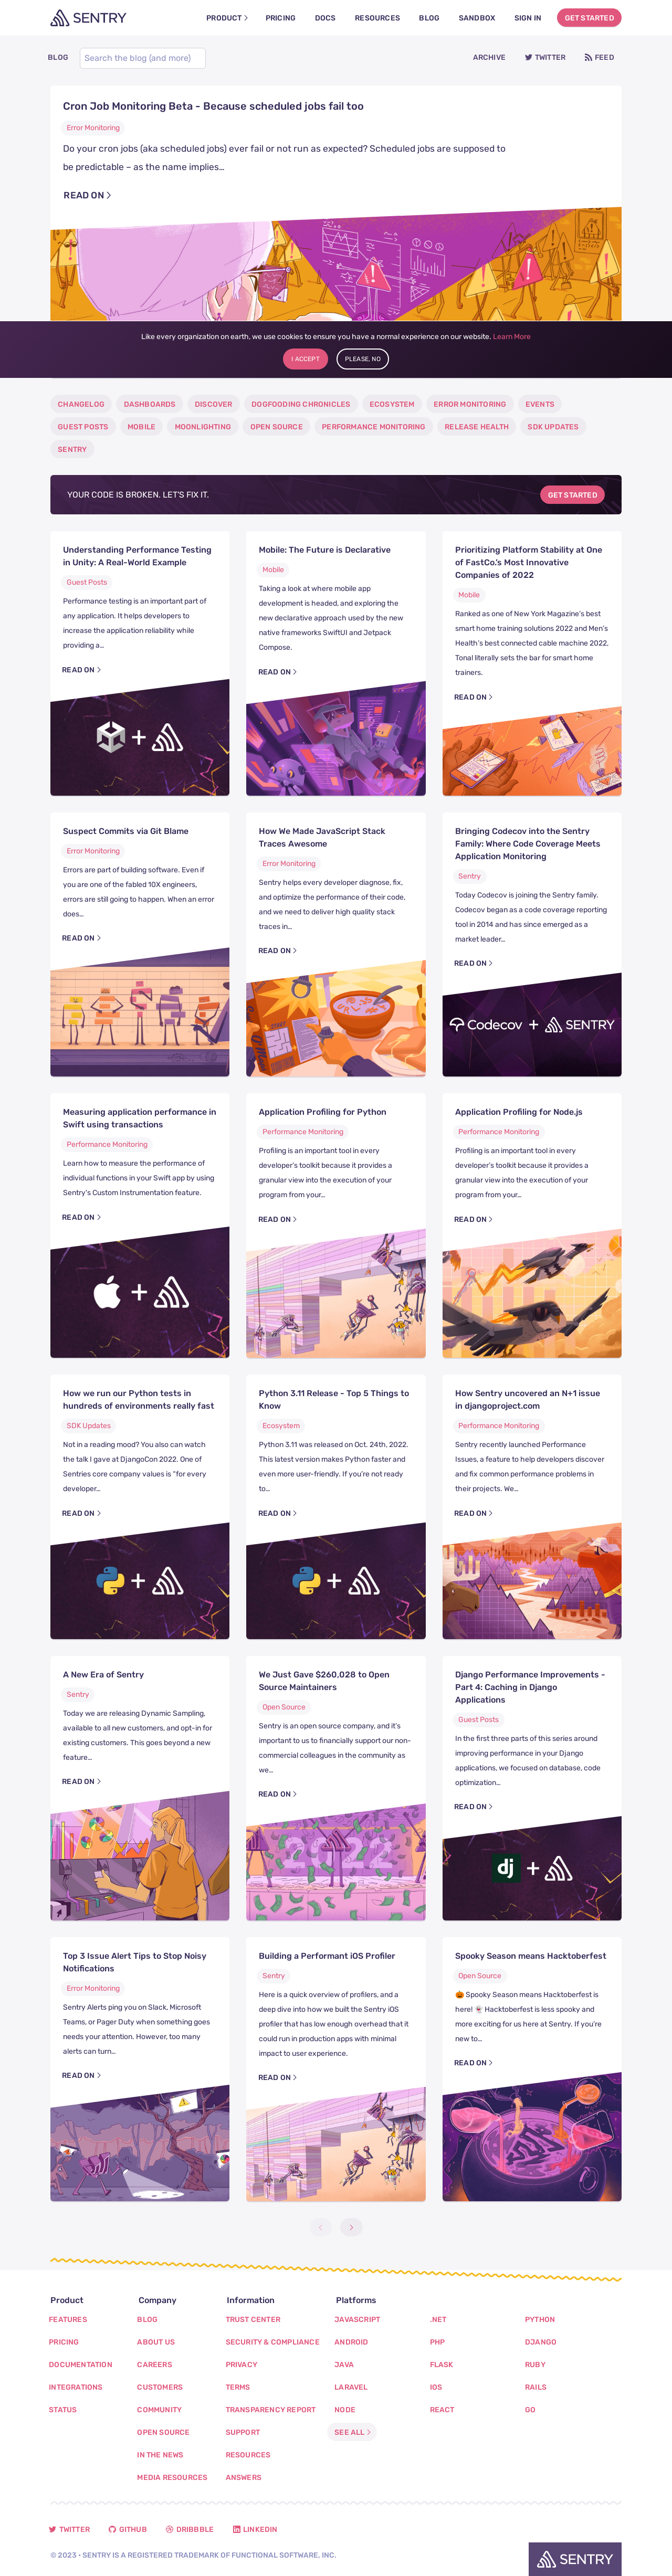 SENTRY
PRODUCT
PRICING
DOCS
RESOURCES
BLOG
SANDBOX
SIGN IN
GET STARTED
BLOG
Search the blog (and more)
ARCHIVE
TWITTER
FEED
Cron Job Monitoring Beta - Because scheduled jobs fail too
Error Monitoring
Do your cron jobs (aka scheduled jobs) ever fail or not run as expected? Scheduled jobs are supposed to
be predictable – as the name implies…
READ ON
Like every organization on earth, we use cookies to ensure you have a normal experience on our website. Learn More
I ACCEPT
PLEASE, NO
CHANGELOG
DASHBOARDS
DISCOVER
DOGFOODING CHRONICLES
ECOSYSTEM
ERROR MONITORING
EVENTS
GUEST POSTS
MOBILE
MOONLIGHTING
OPEN SOURCE
PERFORMANCE MONITORING
RELEASE HEALTH
SDK UPDATES
SENTRY
YOUR CODE IS BROKEN. LET'S FIX IT.
GET STARTED
Understanding Performance Testing
in Unity: A Real-World Example
Guest Posts
Performance testing is an important part of
any application. It helps developers to
increase the application reliability while
providing a…
READ ON
Mobile: The Future is Declarative
Mobile
Taking a look at where mobile app
development is headed, and exploring the
new declarative approach used by the new
native frameworks SwiftUI and Jetpack
Compose.
READ ON
Prioritizing Platform Stability at One
of FastCo.'s Most Innovative
Companies of 2022
Mobile
Ranked as one of New York Magazine's best
smart home training solutions 2022 and Men's
Health's best connected cable machine 2022,
Tonal literally sets the bar for smart home
trainers.
READ ON
Suspect Commits via Git Blame
Error Monitoring
Errors are part of building software. Even if
you are one of the fabled 10X engineers,
errors are still going to happen. When an error
does…
READ ON
How We Made JavaScript Stack
Traces Awesome
Error Monitoring
Sentry helps every developer diagnose, fix,
and optimize the performance of their code,
and we need to deliver high quality stack
traces in…
READ ON
Bringing Codecov into the Sentry
Family: Where Code Coverage Meets
Application Monitoring
Sentry
Today Codecov is joining the Sentry family.
Codecov began as a code coverage reporting
tool in 2014 and has since emerged as a
market leader…
READ ON
Codecov + SENTRY
Measuring application performance in
Swift using transactions
Performance Monitoring
Learn how to measure the performance of
individual functions in your Swift app by using
Sentry's Custom Instrumentation feature.
READ ON
Application Profiling for Python
Performance Monitoring
Profiling is an important tool in every
developer's toolkit because it provides a
granular view into the execution of your
program from your…
READ ON
Application Profiling for Node.js
Performance Monitoring
Profiling is an important tool in every
developer's toolkit because it provides a
granular view into the execution of your
program from your…
READ ON
How we run our Python tests in
hundreds of environments really fast
SDK Updates
Not in a reading mood? You also can watch
the talk I gave at DjangoCon 2022. One of
Sentries core company values is "for every
developer…
READ ON
Python 3.11 Release - Top 5 Things to
Know
Ecosystem
Python 3.11 was released on Oct. 24th, 2022.
This latest version makes Python faster and
even more user-friendly. If you're not ready
to…
READ ON
How Sentry uncovered an N+1 issue
in djangoproject.com
Performance Monitoring
Sentry recently launched Performance
Issues, a feature to help developers discover
and fix common performance problems in
their projects. We…
READ ON
A New Era of Sentry
Sentry
Today we are releasing Dynamic Sampling,
available to all new customers, and opt-in for
existing customers. This goes beyond a new
feature…
READ ON
We Just Gave $260,028 to Open
Source Maintainers
Open Source
Sentry is an open source company, and it's
important to us to financially support our non-
commercial colleagues in the community as
we…
READ ON
2022
Django Performance Improvements -
Part 4: Caching in Django
Applications
Guest Posts
In the first three parts of this series around
improving performance in your Django
applications, we focused on database, code
optimization…
READ ON
dj
Top 3 Issue Alert Tips to Stop Noisy
Notifications
Error Monitoring
Sentry Alerts ping you on Slack, Microsoft
Teams, or Pager Duty when something goes
needs your attention. However, too many
alerts can turn…
READ ON
Building a Performant iOS Profiler
Sentry
Here is a quick overview of profilers, and a
deep dive into how we built the Sentry iOS
profiler that has low enough overhead that it
could run in production apps with minimal
impact to user experience.
READ ON
Spooky Season means Hacktoberfest
Open Source
🎃 Spooky Season means Hacktoberfest is
here! 👻 Hacktoberfest is less spooky and
more exciting for us here at Sentry. If you're
new to…
READ ON
Product
FEATURES
PRICING
DOCUMENTATION
INTEGRATIONS
STATUS
Company
BLOG
ABOUT US
CAREERS
CUSTOMERS
COMMUNITY
OPEN SOURCE
IN THE NEWS
MEDIA RESOURCES
Information
TRUST CENTER
SECURITY & COMPLIANCE
PRIVACY
TERMS
TRANSPARENCY REPORT
SUPPORT
RESOURCES
ANSWERS
Platforms
JAVASCRIPT
ANDROID
JAVA
LARAVEL
NODE
SEE ALL
.NET
PHP
FLASK
IOS
REACT
PYTHON
DJANGO
RUBY
RAILS
GO
TWITTER
GITHUB
DRIBBBLE
LINKEDIN
© 2023 • SENTRY IS A REGISTERED TRADEMARK OF FUNCTIONAL SOFTWARE, INC.
SENTRY